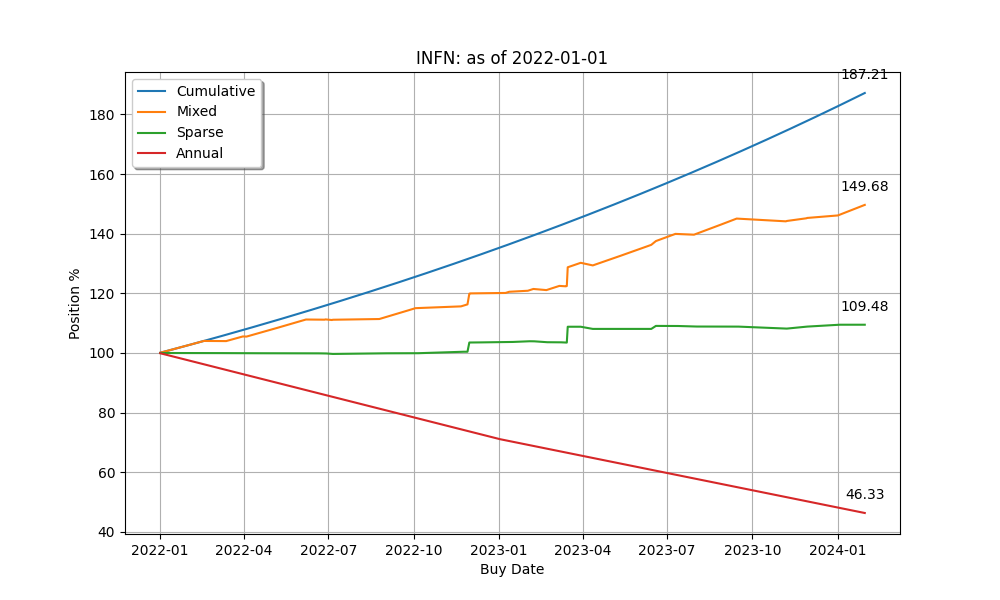 INFN: as of 2022-01-01
187.21
Cumulative
Mixed
Sparse
Annual
149.68
109.48
46.33
180
160
140
120
100
80
60
40
Position %
2022-01 2022-04 2022-07 2022-10 2023-01 2023-04 2023-07 2023-10 2024-01
Buy Date